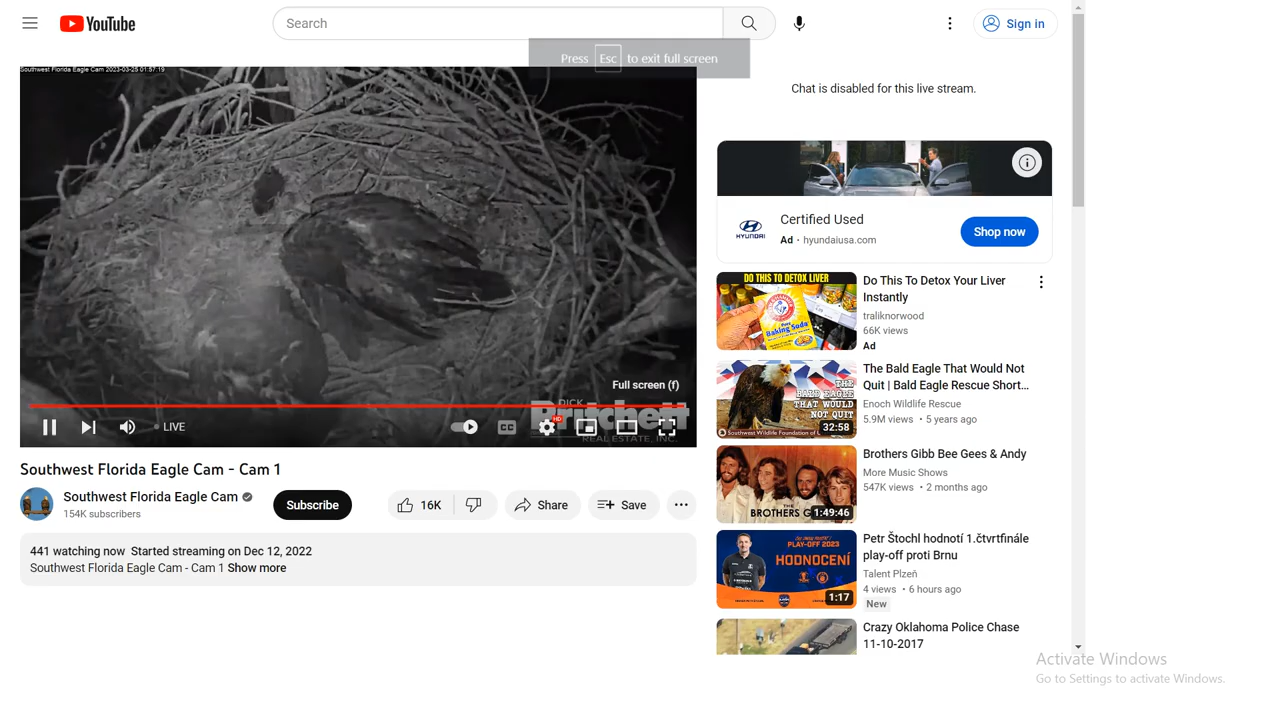 YouTube
Search
Sign in
Press Esc to exit full screen
Southwest Florida Eagle Cam 2023-03-25 01:57:19
Chat is disabled for this live stream.
HYUNDAI
Certified Used
Ad · hyundaiusa.com
Shop now
DO THIS TO DETOX LIVER
Pure
Baking Soda
Do This To Detox Your Liver
Instantly
traliknorwood
66K views
Ad
THE
BALD EAGLE
THAT WOULD
NOT QUIT
32:58
The Bald Eagle That Would Not
Quit | Bald Eagle Rescue Short...
Enoch Wildlife Rescue
5.9M views • 5 years ago
THE
BROTHERS G
1:49:46
Brothers Gibb Bee Gees & Andy
More Music Shows
547K views • 2 months ago
PLAY-OFF 2023
HODNOCENÍ
1:17
Petr Štochl hodnotí 1.čtvrtfinále
play-off proti Brnu
Talent Plzeň
4 views • 6 hours ago
New
Crazy Oklahoma Police Chase
11-10-2017
Full screen (f)
DICK
Pritchett
REAL ESTATE, INC.
LIVE
CC
HD
Southwest Florida Eagle Cam - Cam 1
Southwest Florida Eagle Cam
154K subscribers
Subscribe
16K
Share
Save
441 watching now Started streaming on Dec 12, 2022
Southwest Florida Eagle Cam - Cam 1 Show more
Activate Windows
Go to Settings to activate Windows.